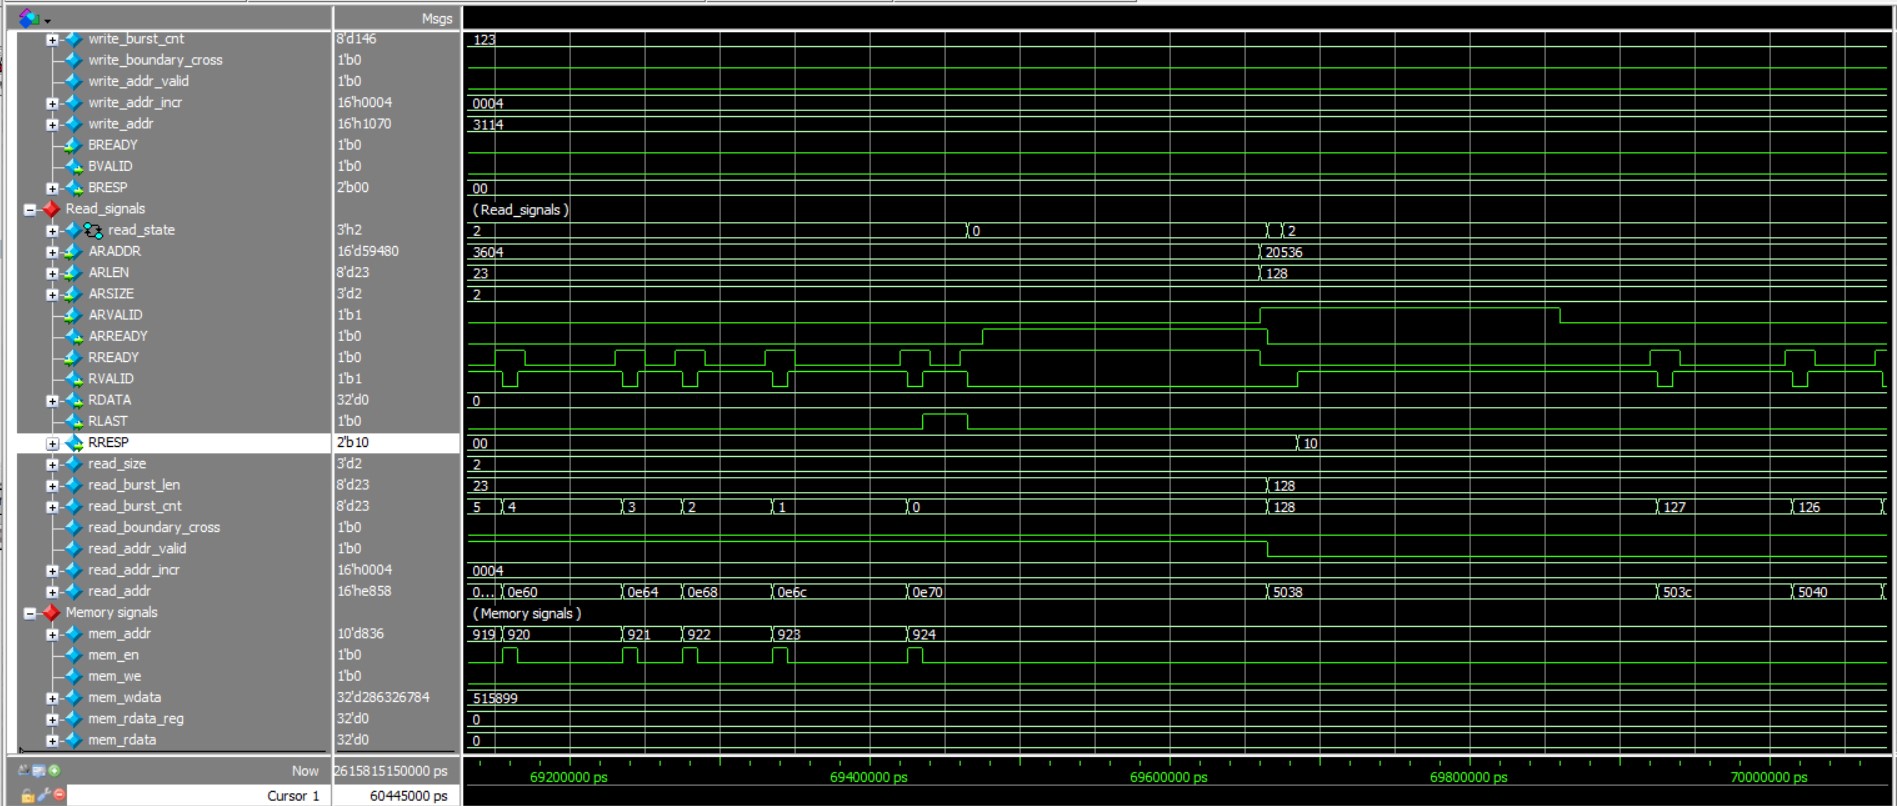 Msgs
write_burst_cnt 8'd146 123
write_boundary_cross 1'b0
write_addr_valid 1'b0
write_addr_incr 16'h0004 0004
write_addr 16'h1070 3114
BREADY 1'b0
BVALID 1'b0
BRESP 2'b00 00
Read_signals (Read_signals)
read_state 3'h2 2 0 2
ARADDR 16'd59480 3604 20536
ARLEN 8'd23 23 128
ARSIZE 3'd2 2
ARVALID 1'b1
ARREADY 1'b0
RREADY 1'b0
RVALID 1'b1
RDATA 32'd0 0
RLAST 1'b0
RRESP 2'b10 00 10
read_size 3'd2 2
read_burst_len 8'd23 23 128
read_burst_cnt 8'd23 5 4 3 2 1 0 128 127 126
read_boundary_cross 1'b0
read_addr_valid 1'b0
read_addr_incr 16'h0004 0004
read_addr 16'he858 0... 0e60 0e64 0e68 0e6c 0e70 5038 503c 5040
Memory signals (Memory signals)
mem_addr 10'd836 919 920 921 922 923 924
mem_en 1'b0
mem_we 1'b0
mem_wdata 32'd286326784 515899
mem_rdata_reg 32'd0 0
mem_rdata 32'd0 0
Now 2615815150000 ps 69200000 ps 69400000 ps 69600000 ps 69800000 ps 70000000 ps
Cursor 1 60445000 ps